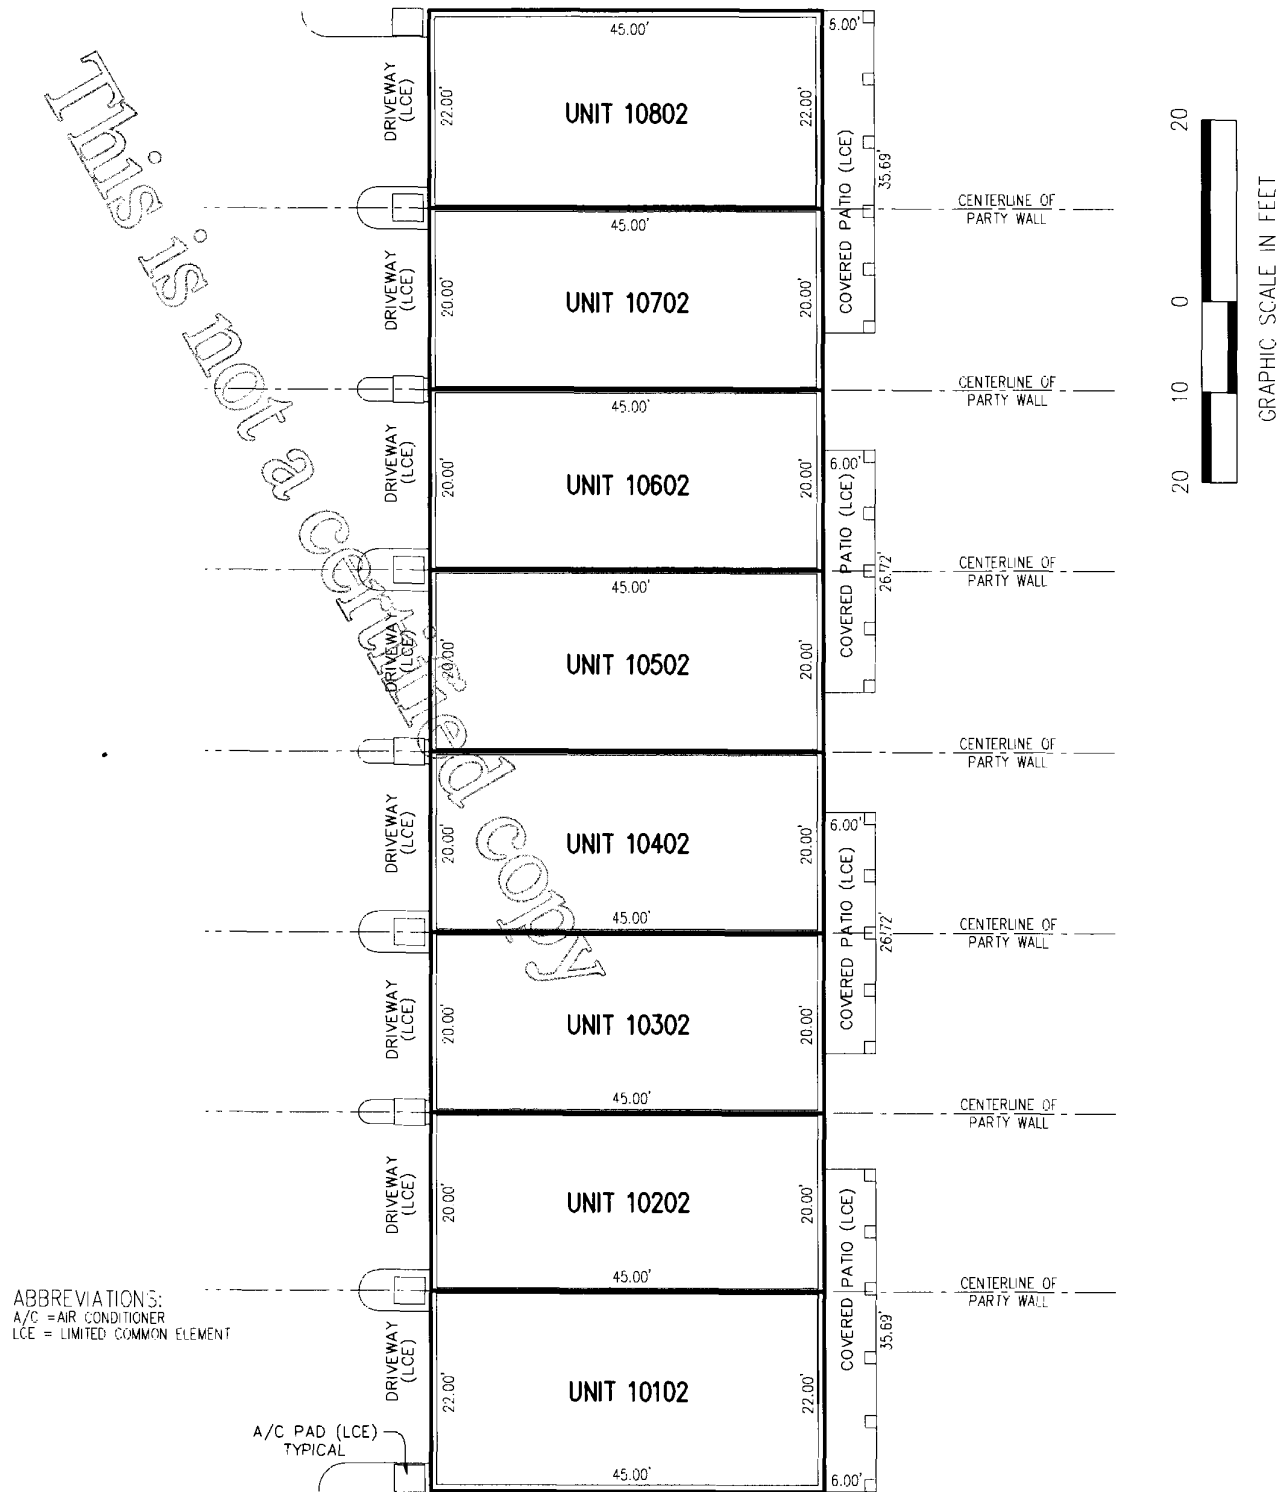 45.00'
6.00'
DRIVEWAY
(LCE)
22.00'
UNIT 10802
22.00'
COVERED PATIO (LCE)
35.69'
CENTERLINE OF
PARTY WALL
45.00'
DRIVEWAY
(LCE)
20.00'
UNIT 10702
20.00'
CENTERLINE OF
PARTY WALL
45.00'
DRIVEWAY
(LCE)
20.00'
UNIT 10602
20.00'
6.00'
COVERED PATIO (LCE)
26.72'
CENTERLINE OF
PARTY WALL
45.00'
DRIVEWAY
(LCE)
20.00'
UNIT 10502
20.00'
CENTERLINE OF
PARTY WALL
DRIVEWAY
(LCE)
20.00'
UNIT 10402
20.00'
45.00'
6.00'
COVERED PATIO (LCE)
26.72'
CENTERLINE OF
PARTY WALL
DRIVEWAY
(LCE)
20.00'
UNIT 10302
20.00'
45.00'
CENTERLINE OF
PARTY WALL
DRIVEWAY
(LCE)
20.00'
UNIT 10202
20.00'
45.00'
COVERED PATIO (LCE)
35.69'
CENTERLINE OF
PARTY WALL
DRIVEWAY
(LCE)
22.00'
UNIT 10102
22.00'
45.00'
6.00'
A/C PAD (LCE)
TYPICAL
ABBREVIATIONS:
A/C = AIR CONDITIONER
LCE = LIMITED COMMON ELEMENT
20
0
10
20
GRAPHIC SCALE IN FEET
This is not a certified copy